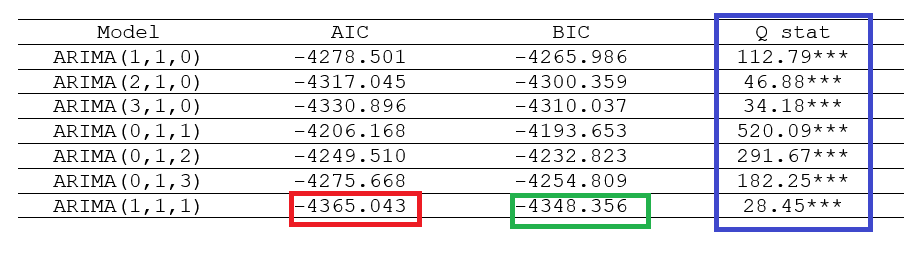 Model AIC BIC Q stat
ARIMA(1,1,0) -4278.501 -4265.986 112.79***
ARIMA(2,1,0) -4317.045 -4300.359 46.88***
ARIMA(3,1,0) -4330.896 -4310.037 34.18***
ARIMA(0,1,1) -4206.168 -4193.653 520.09***
ARIMA(0,1,2) -4249.510 -4232.823 291.67***
ARIMA(0,1,3) -4275.668 -4254.809 182.25***
ARIMA(1,1,1) -4365.043 -4348.356 28.45***